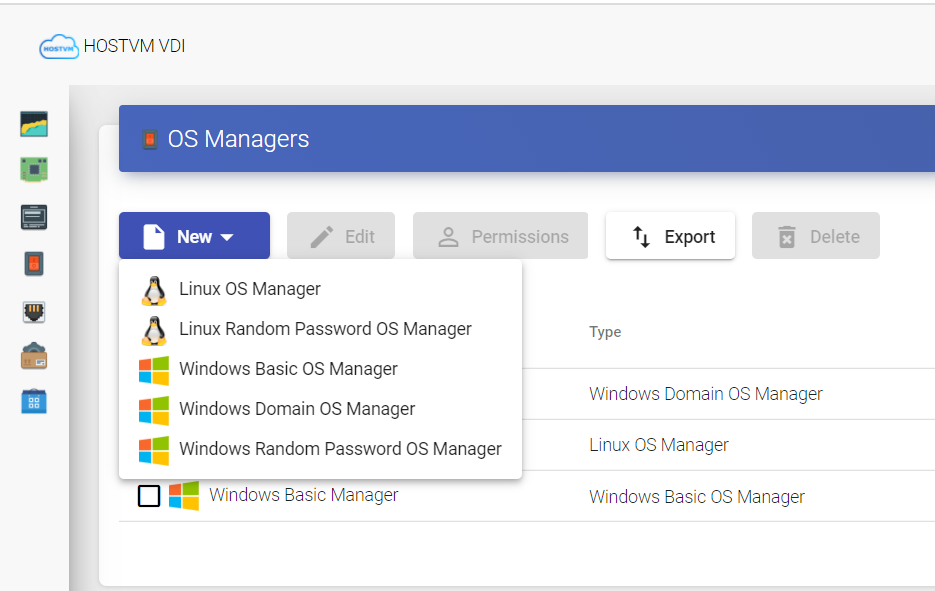 HOSTVM
HOSTVM VDI
OS Managers
New
Edit
Permissions
Export
Delete
Linux OS Manager
Linux Random Password OS Manager
Windows Basic OS Manager
Windows Domain OS Manager
Windows Random Password OS Manager
Type
Windows Domain OS Manager
Linux OS Manager
Windows Basic Manager
Windows Basic OS Manager